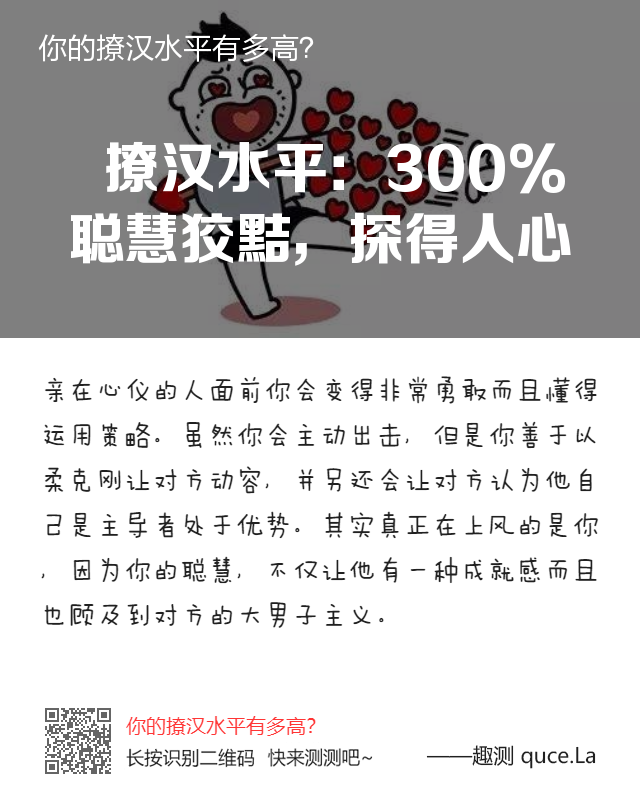 你的撩汉水平有多高?
撩汉水平：300%
聪慧狡黠，探得人心
亲在心仪的人面前你会变得非常勇敢而且懂得
运用策略。虽然你会主动出击，但是你善于以
柔克刚让对方动容，并另还会让对方认为他自
己是主导者处于优势。其实真正在上风的是你
，因为你的聪慧，不仅让他有一种成就感而且
也顾及到对方的大男子主义。
你的撩汉水平有多高?
长按识别二维码 快来测测吧~
——趣测 quce.La